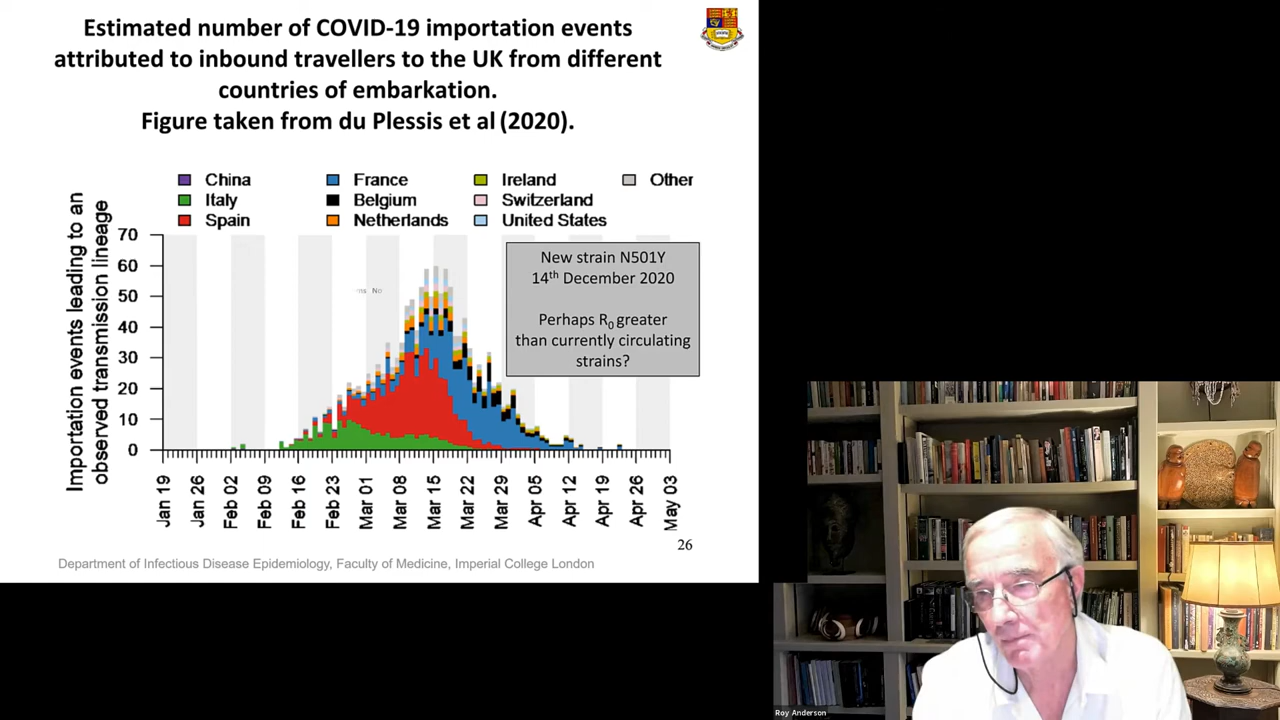 Estimated number of COVID-19 importation events
attributed to inbound travellers to the UK from different
countries of embarkation.
Figure taken from du Plessis et al (2020).
China
France
Ireland
Other
Italy
Belgium
Switzerland
Spain
Netherlands
United States
Importation events leading to an
observed transmission lineage
70
60
50
40
30
20
10
0
New strain N501Y
14th December 2020
Perhaps R0 greater
than currently circulating
strains?
ms No
Jan 19
Jan 26
Feb 02
Feb 09
Feb 16
Feb 23
Mar 01
Mar 08
Mar 15
Mar 22
Mar 29
Apr 05
Apr 12
Apr 19
Apr 26
May 03
26
Department of Infectious Disease Epidemiology, Faculty of Medicine, Imperial College London
Roy Anderson